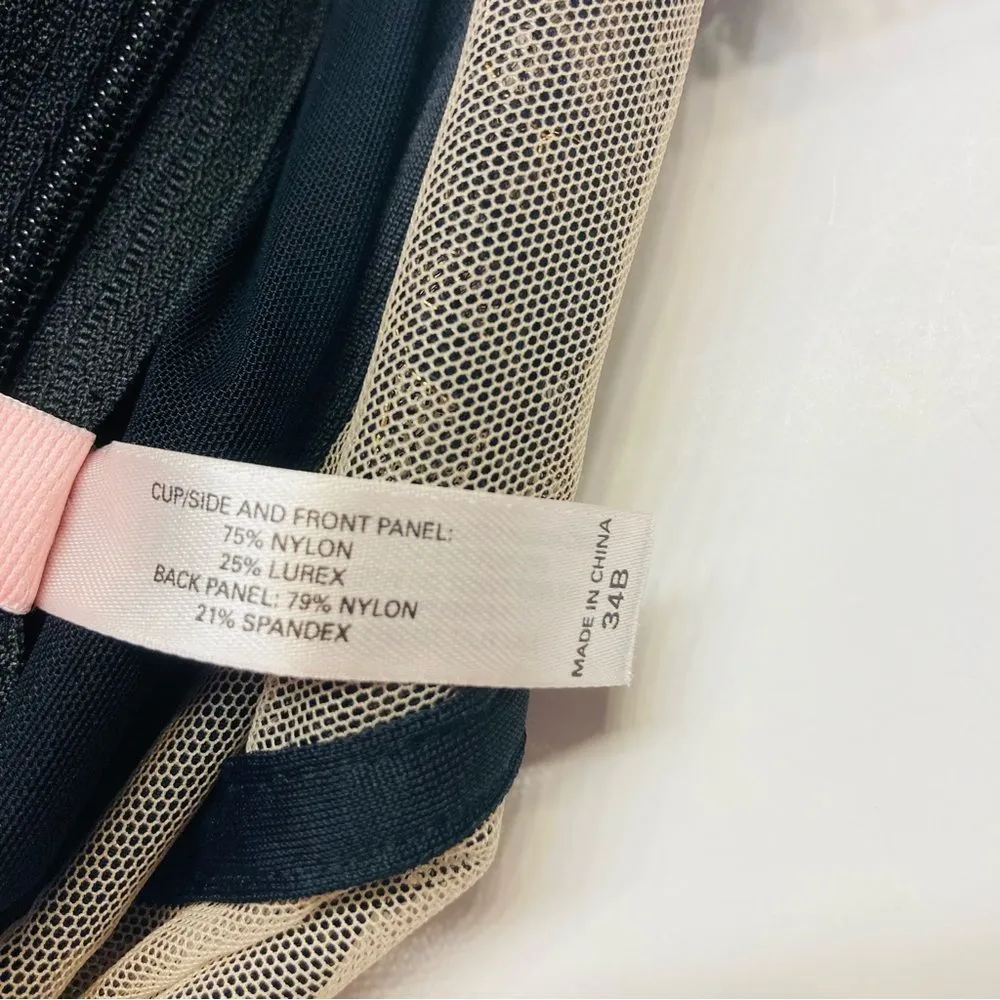 CUP/SIDE AND FRONT PANEL:
75% NYLON
25% LUREX
BACK PANEL: 79% NYLON
21% SPANDEX
MADE IN CHINA
34B